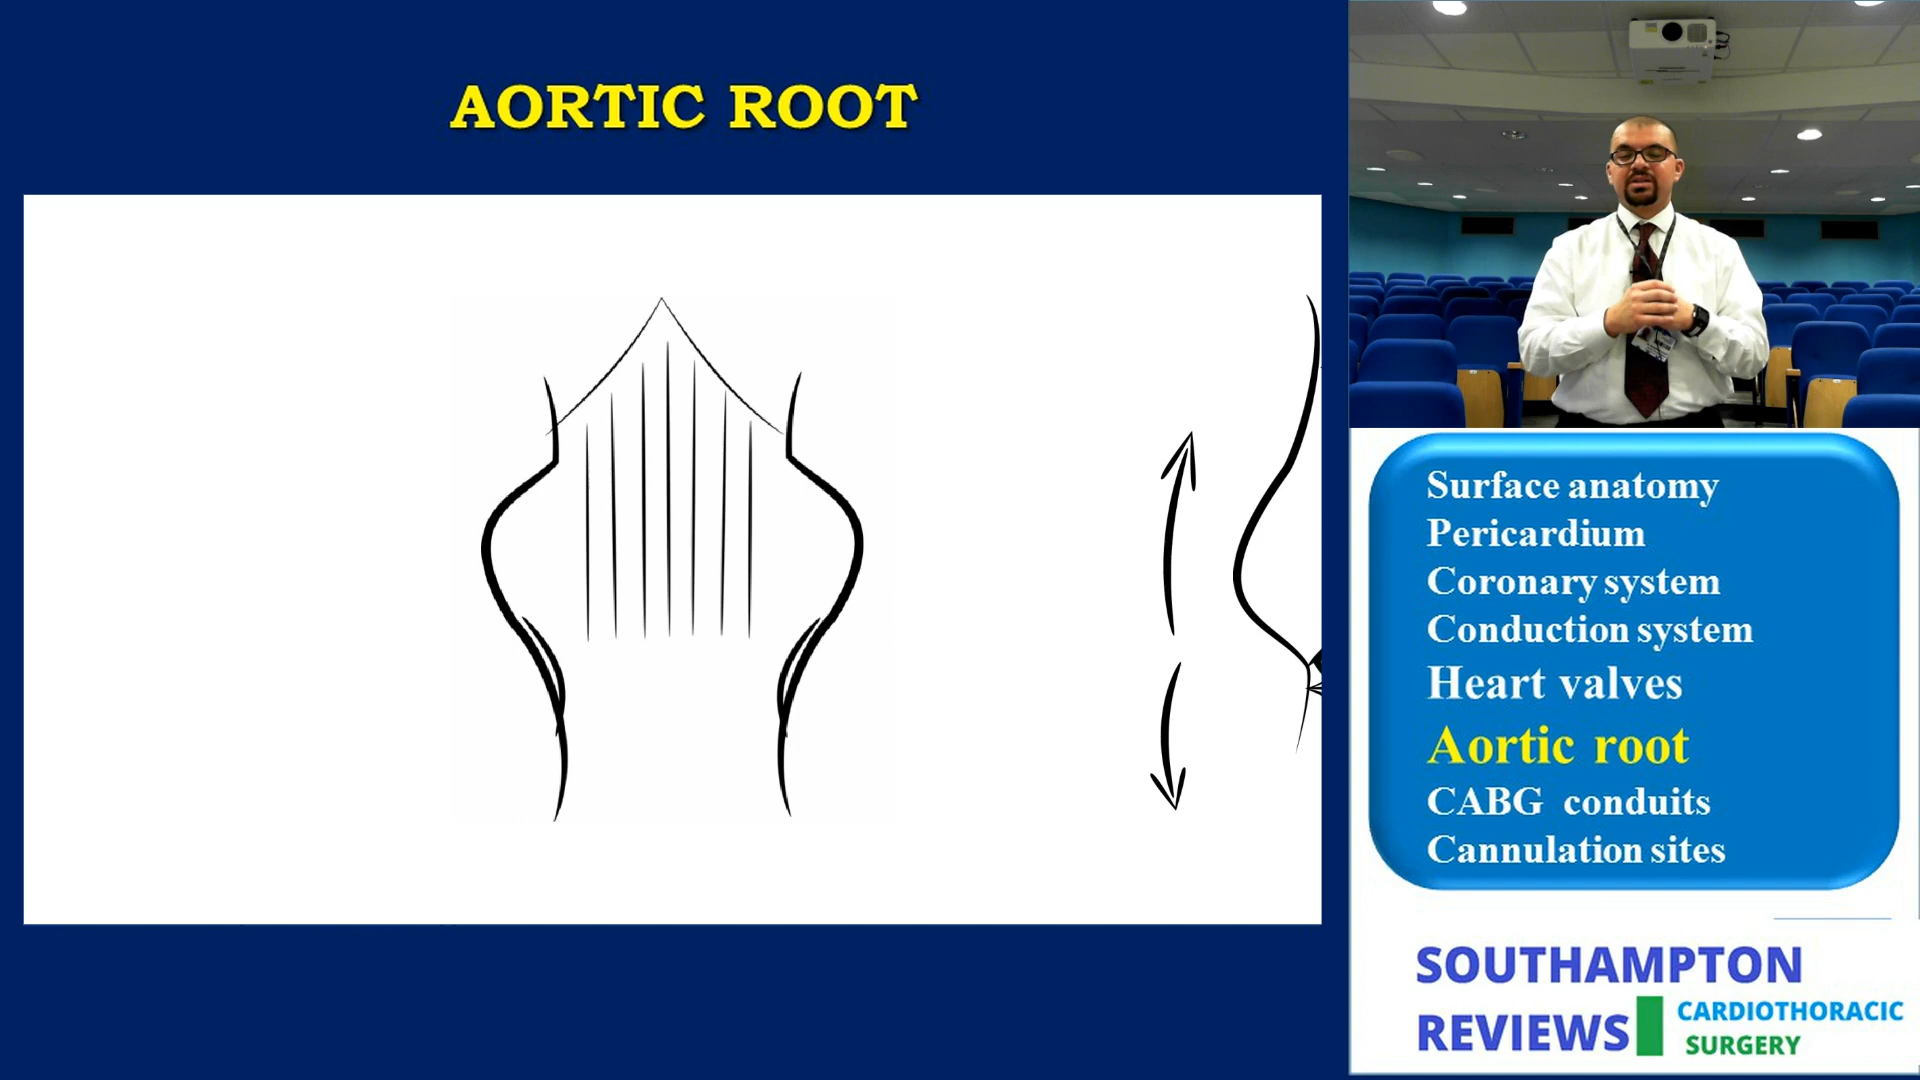 AORTIC ROOT
Surface anatomy
Pericardium
Coronary system
Conduction system
Heart valves
Aortic root
CABG conduits
Cannulation sites
SOUTHAMPTON
REVIEWS
CARDIOTHORACIC
SURGERY